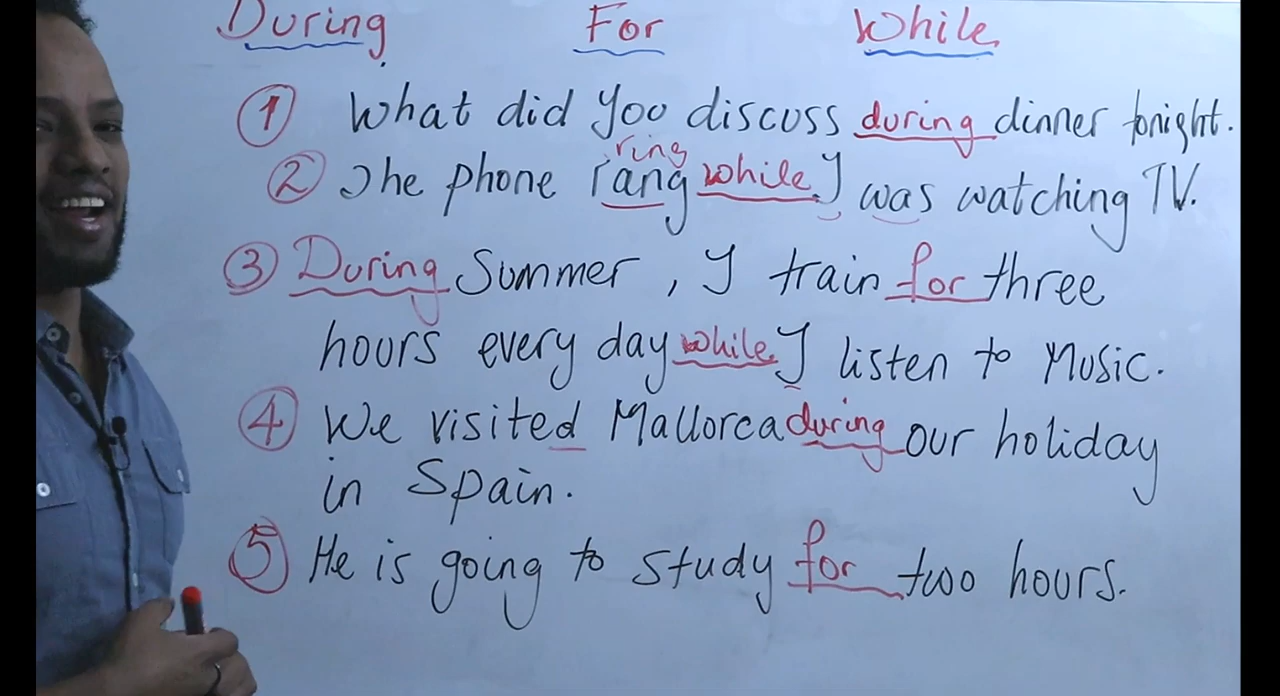 During For While
① What did you discuss during dinner tonight.
ring
② The phone rang while I was watching TV.
③ During Summer, I train for three
hours every day while I listen to Music.
④ We visited Mallorca during our holiday
in Spain.
⑤ He is going to study for two hours.